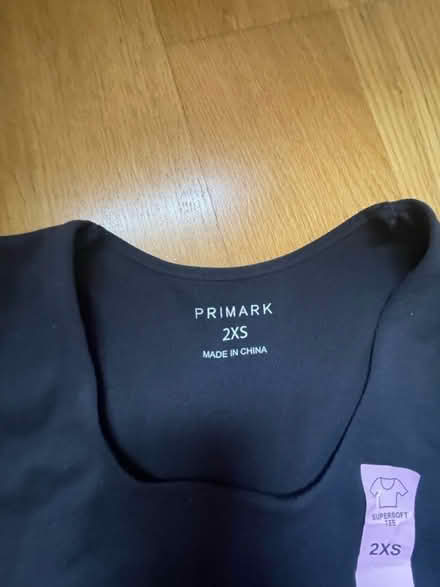 PRIMARK
2XS
MADE IN CHINA
SUPERSOFT
TEE
2XS